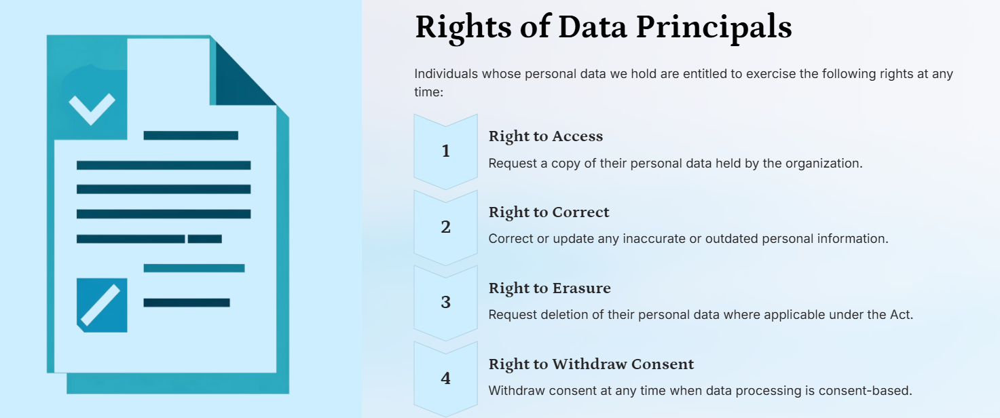 Rights of Data Principals
Individuals whose personal data we hold are entitled to exercise the following rights at any
time:
1
Right to Access
Request a copy of their personal data held by the organization.
2
Right to Correct
Correct or update any inaccurate or outdated personal information.
3
Right to Erasure
Request deletion of their personal data where applicable under the Act.
4
Right to Withdraw Consent
Withdraw consent at any time when data processing is consent-based.